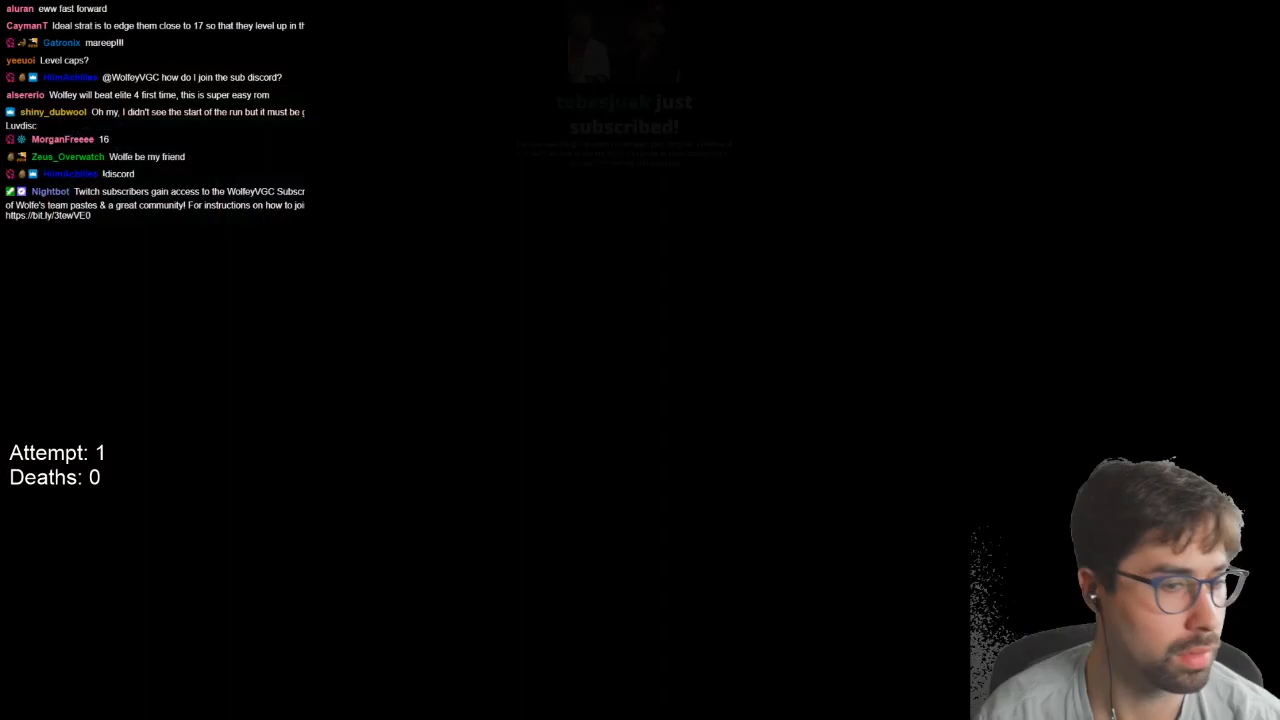 aluran eww fast forward
CaymanT Ideal strat is to edge them close to 17 so that they level up in th
Gatronix mareep!!!
yeeuoi Level caps?
HiimAchilles @WolfeyVGC how do I join the sub discord?
alsererio Wolfey will beat elite 4 first time, this is super easy rom
shiny_dubwool Oh my, I didn't see the start of the run but it must be g
Luvdisc
MorganFreeee 16
Zeus_Overwatch Wolfe be my friend
HiimAchilles !discord
Nightbot Twitch subscribers gain access to the WolfeyVGC Subscr
of Wolfe's team pastes & a great community! For instructions on how to joi
https://bit.ly/3tewVE0
tebasjuak just
subscribed!
Attempt: 1
Deaths: 0